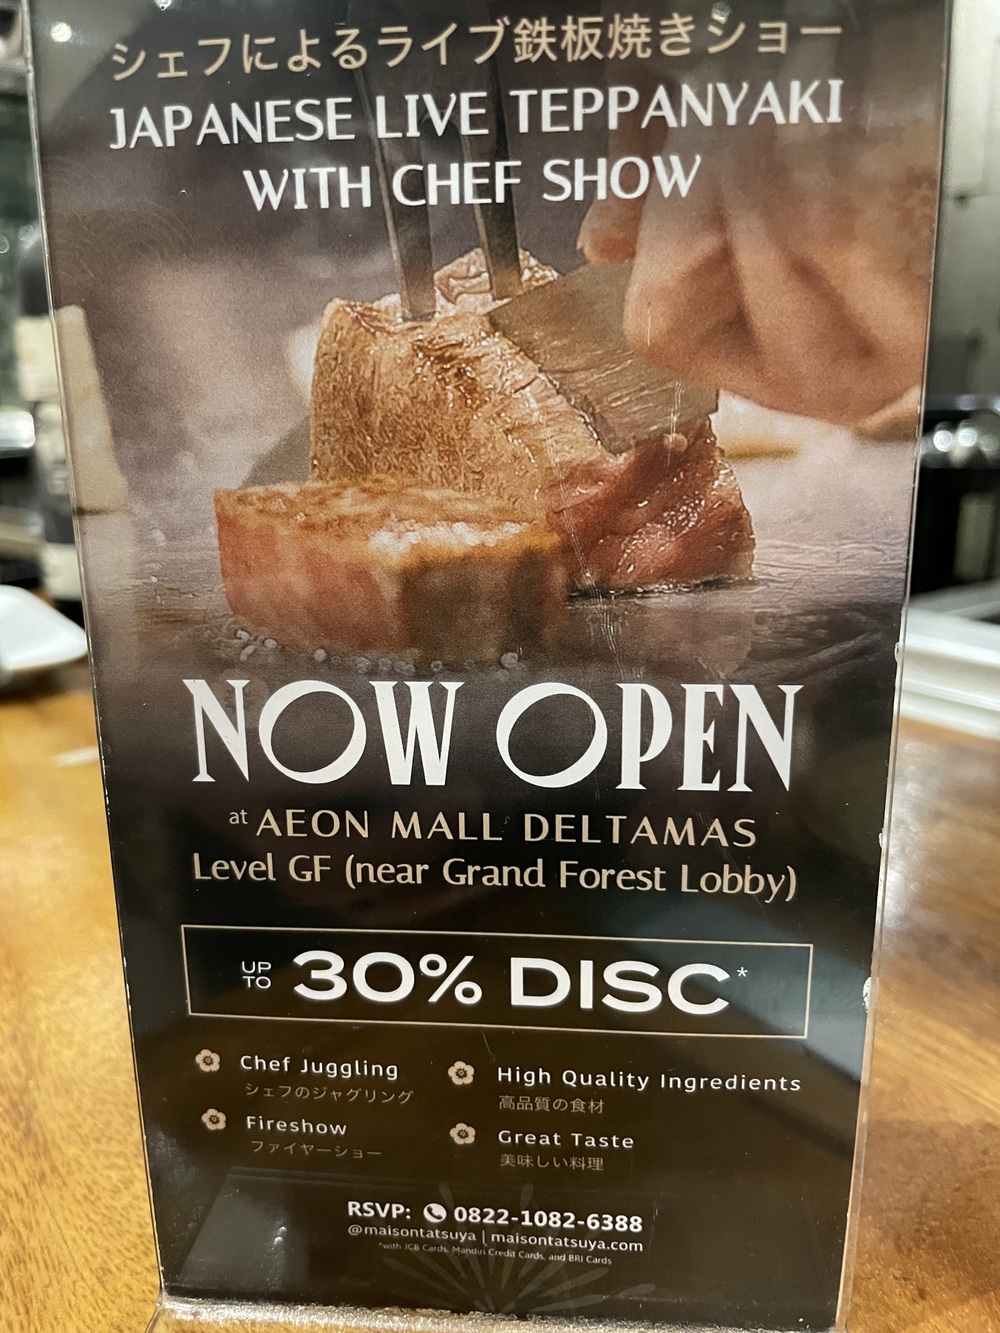 シェフによるライブ鉄板焼きショー
JAPANESE LIVE TEPPANYAKI
WITH CHEF SHOW
NOW OPEN
at AEON MALL DELTAMAS
Level GF (near Grand Forest Lobby)
UP TO 30% DISC*
Chef Juggling
シェフのジャグリング
Fireshow
ファイヤーショー
High Quality Ingredients
高品質の食材
Great Taste
美味しい料理
RSVP: 0822-1082-6388
@maisontatsuya | maisontatsuya.com
*with JCB Cards, Mandiri Credit Cards, and BRI Cards